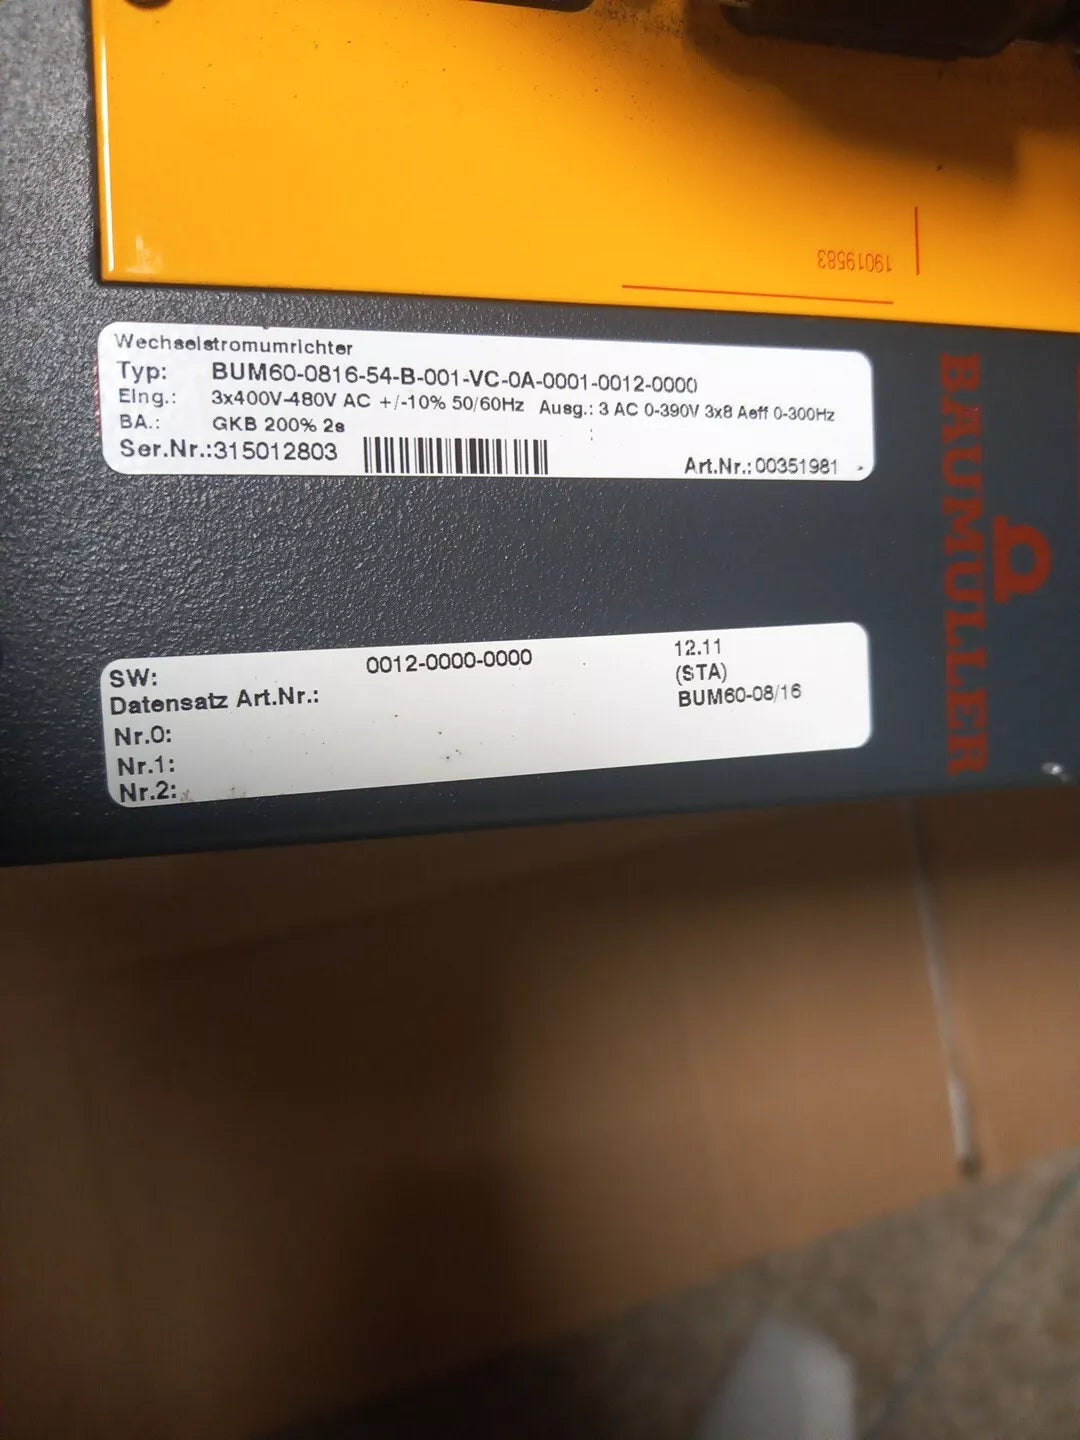 19019583
Wechselstromumrichter
Typ: BUM60-0816-54-B-001-VC-0A-0001-0012-0000
Eing.: 3x400V-480V AC +/-10% 50/60Hz Ausg.: 3 AC 0-390V 3x8 Aeff 0-300Hz
BA.: GKB 200% 2s
Ser.Nr.:315012803 Art.Nr.:00351981
BAUMÜLLER
SW: 0012-0000-0000 12.11
(STA)
Datensatz Art.Nr.: BUM60-08/16
Nr.0:
Nr.1:
Nr.2: